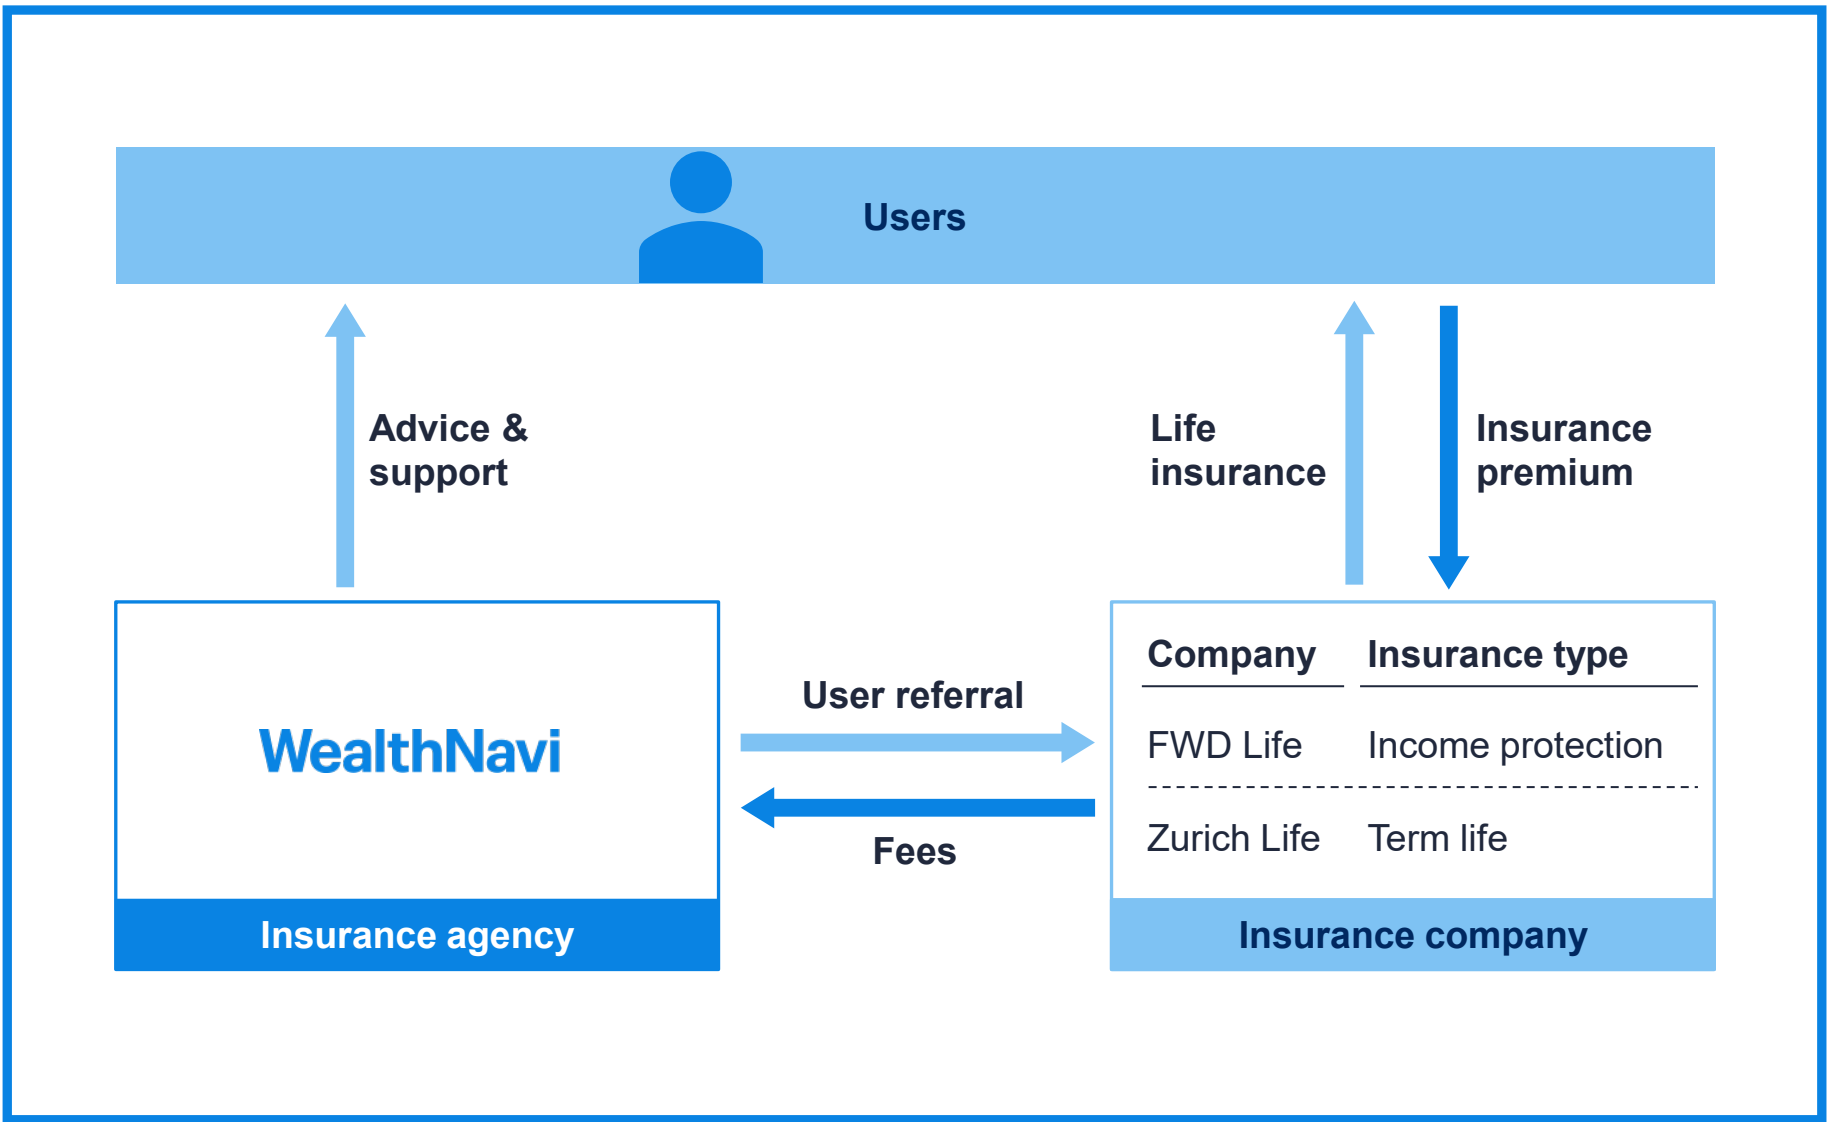 Users
Advice &
support
Life
insurance
Insurance
premium
WealthNavi
Insurance agency
User referral
Fees
Company Insurance type
FWD Life Income protection
Zurich Life Term life
Insurance company